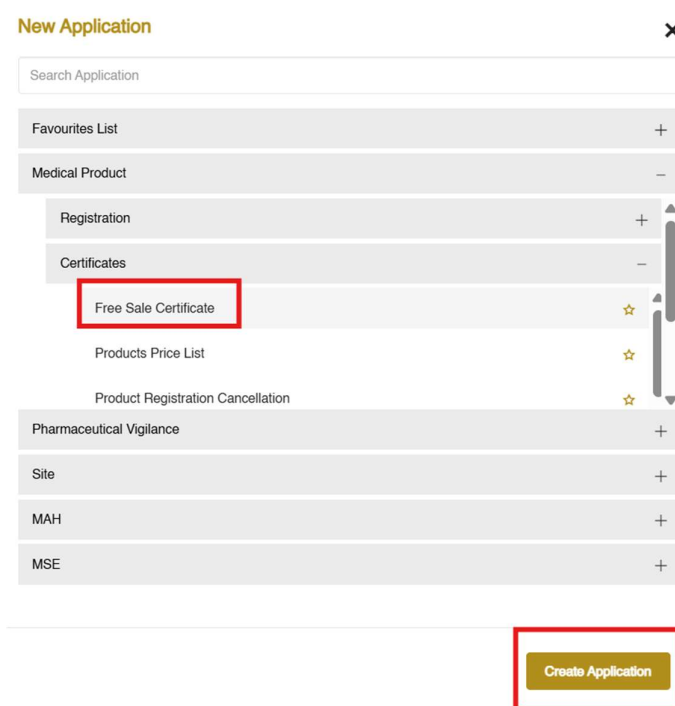 New Application
Search Application
Favourites List
Medical Product
Registration
Certificates
Free Sale Certificate
Products Price List
Product Registration Cancellation
Pharmaceutical Vigilance
Site
MAH
MSE
Create Application